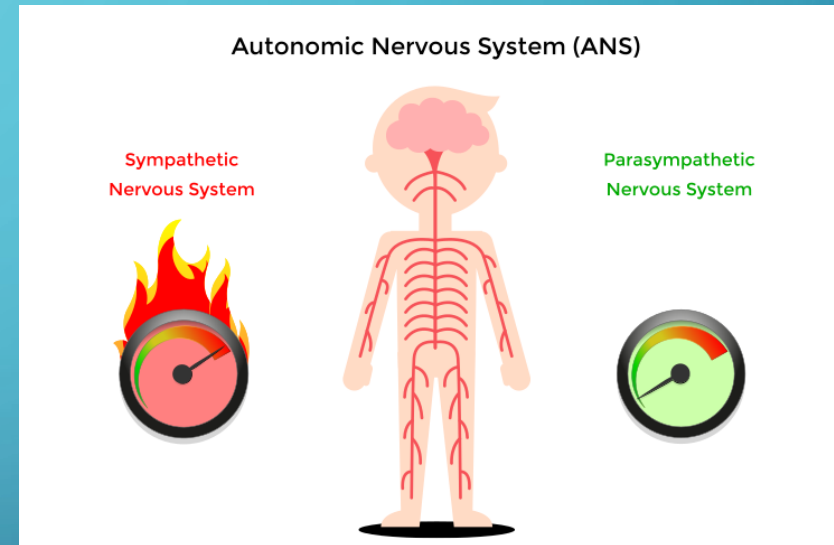 Autonomic Nervous System (ANS)
Sympathetic
Nervous System
Parasympathetic
Nervous System